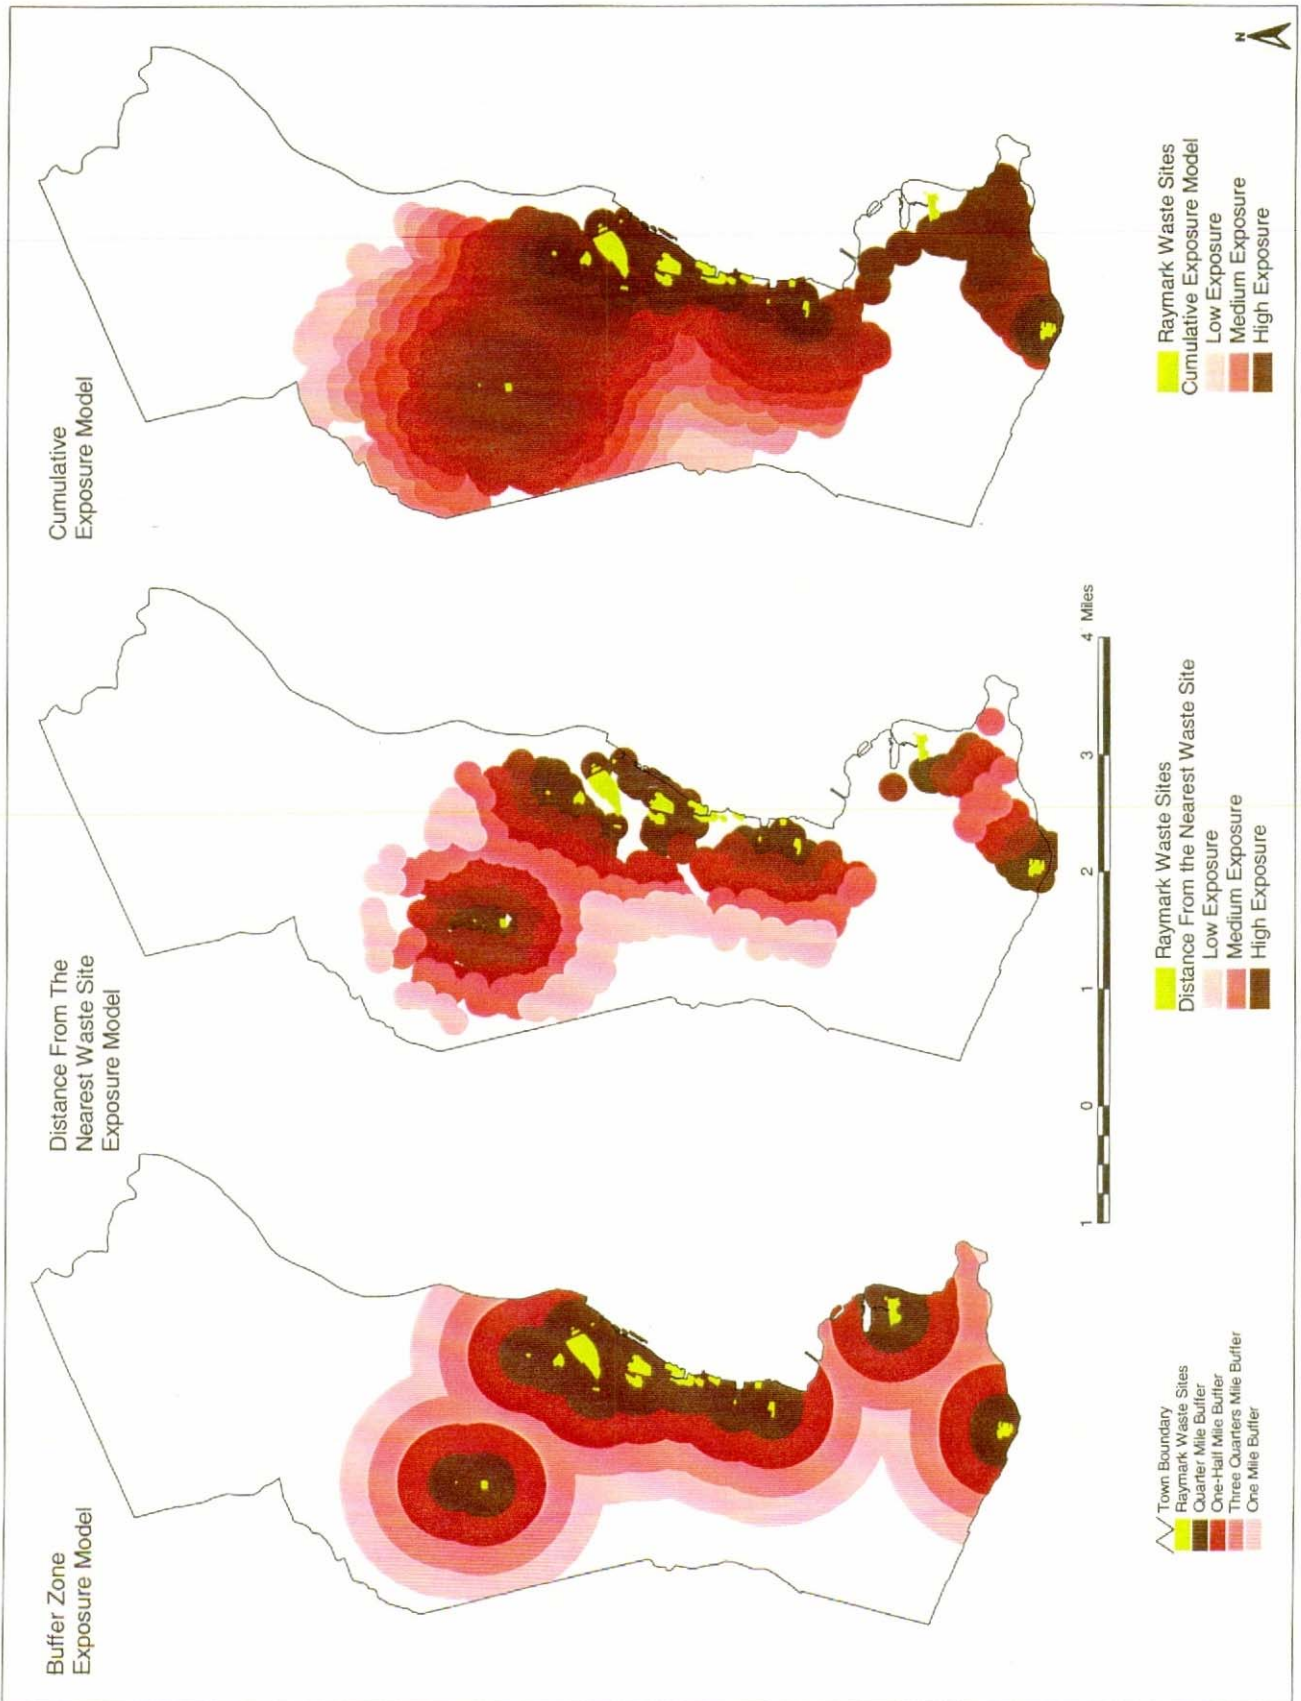 Buffer Zone
Exposure Model
Distance From The
Nearest Waste Site
Exposure Model
Cumulative
Exposure Model
N
1 0 1 2 3 4 Miles
Town Boundary
Raymark Waste Sites
Quarter Mile Buffer
One-Half Mile Buffer
Three Quarters Mile Buffer
One Mile Buffer
Raymark Waste Sites
Distance From the Nearest Waste Site
Low Exposure
Medium Exposure
High Exposure
Raymark Waste Sites
Cumulative Exposure Model
Low Exposure
Medium Exposure
High Exposure